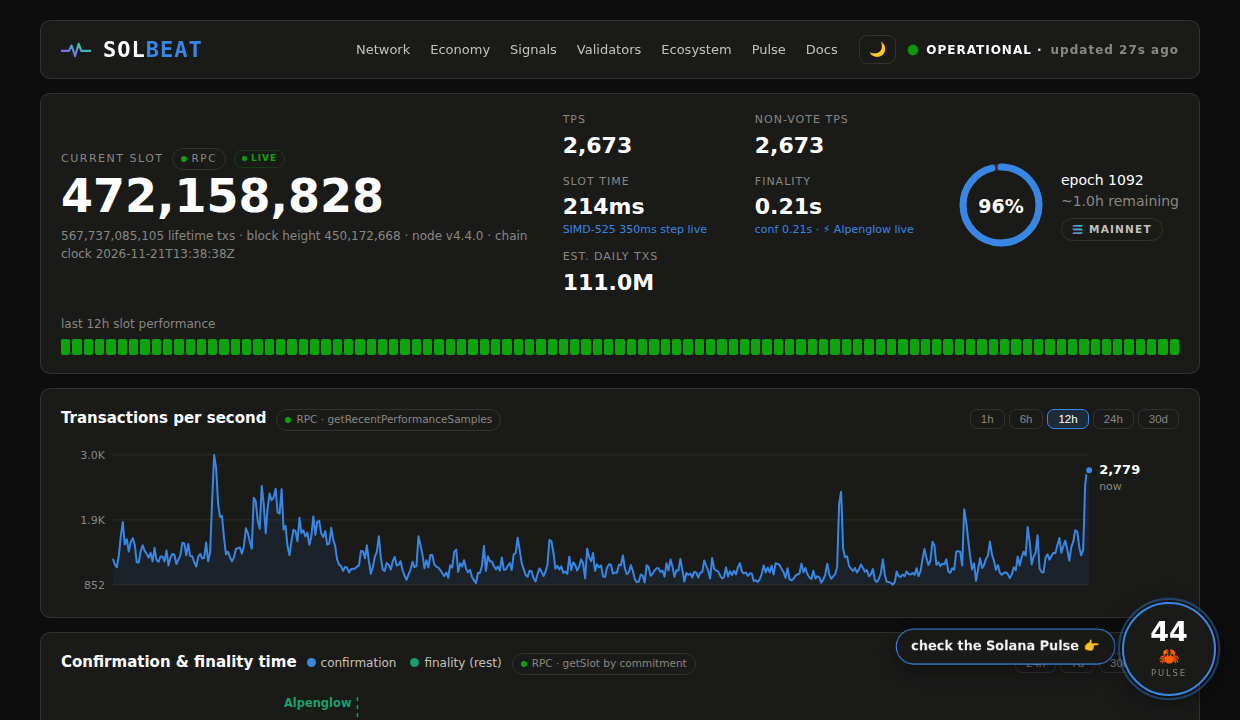 SOLBEAT
Network Economy Signals Validators Ecosystem Pulse Docs
OPERATIONAL · updated 27s ago
CURRENT SLOT RPC LIVE
472,158,828
567,737,085,105 lifetime txs · block height 450,172,668 · node v4.4.0 · chain
clock 2026-11-21T13:38:38Z
TPS
2,673
NON-VOTE TPS
2,673
SLOT TIME
214ms
SIMD-525 350ms step live
FINALITY
0.21s
conf 0.21s · ⚡ Alpenglow live
EST. DAILY TXS
111.0M
96%
epoch 1092
~1.0h remaining
MAINNET
last 12h slot performance
Transactions per second RPC · getRecentPerformanceSamples
1h 6h 12h 24h 30d
3.0K
1.9K
852
2,779
now
Confirmation & finality time confirmation finality (rest) RPC · getSlot by commitment
Alpenglow
check the Solana Pulse 👉
44
PULSE